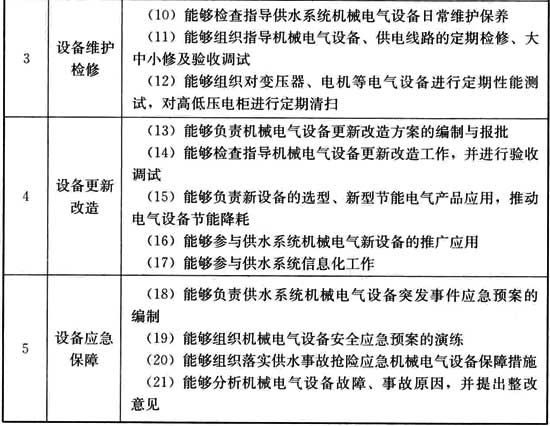 （10）能够检查指导供水系统机械电气设备日常维护保养
（11）能够组织指导机械电气设备、供电线路的定期检修、大
3
设备维护
检修
中小修及验收调试
（12）能够组织对变压器、电机等电气设备进行定期性能测
试，对高低压电柜进行定期清扫
（13）能够负责机械电气设备更新改造方案的编制与报批
（14）能够检查指导机械电气设备更新改造工作，并进行验收
调试
4
设备更新
改造
（15）能够负责新设备的选型、新型节能电气产品应用，推动
电气设备节能降耗
（16）能够参与供水系统机械电气新设备的推广应用
（17）能够参与供水系统信息化工作
（18）能够负责供水系统机械电气设备突发事件应急预案的
编制
5
设备应急
保障
（19）能够组织机械电气设备安全应急预案的演练
（20）能够组织落实供水事故抢险应急机械电气设备保障措施
（21）能够分析机械电气设备故障、事故原因，并提出整改
意见